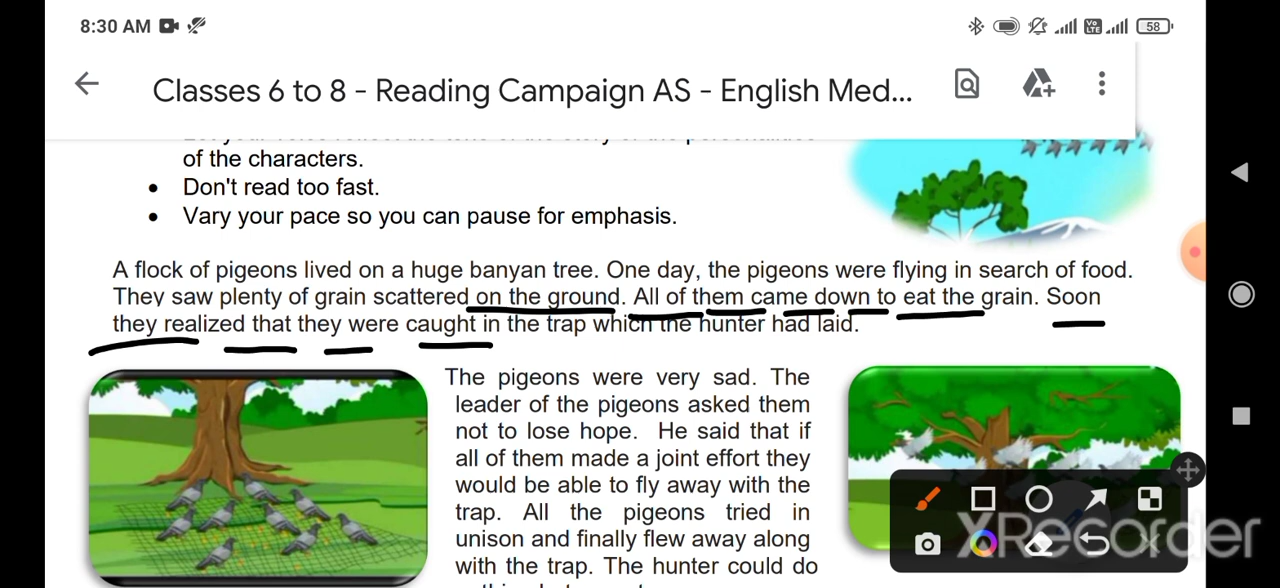 8:30 AM
58
Classes 6 to 8 - Reading Campaign AS - English Med...
of the characters.
• Don't read too fast.
• Vary your pace so you can pause for emphasis.
A flock of pigeons lived on a huge banyan tree. One day, the pigeons were flying in search of food.
They saw plenty of grain scattered on the ground. All of them came down to eat the grain. Soon
they realized that they were caught in the trap which the hunter had laid.
The pigeons were very sad. The
leader of the pigeons asked them
not to lose hope. He said that if
all of them made a joint effort they
would be able to fly away with the
trap. All the pigeons tried in
unison and finally flew away along
with the trap. The hunter could do
XRecorder